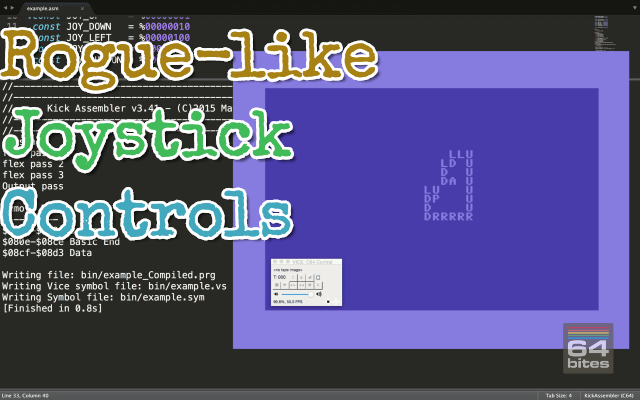 example.asm
.const JOY_DOWN = %00000010
.const JOY_LEFT = %00000100
Rogue-like
Joystick
Controls
Kick Assembler v3.41 - (C)2015 Ma
flex pass 2
flex pass 3
Output pass
$080e-$08ce Basic End
$08cf-$08d3 Data
Writing file: bin/example_Compiled.prg
Writing Vice symbol file: bin/example.vs
Writing Symbol file: bin/example.sym
[Finished in 0.8s]
LLU
LD U
D U
DA U
LU U
DP U
D U
DRRRRR
64
bites
Line 33, Column 40
Tab Size: 4
KickAssembler (C64)